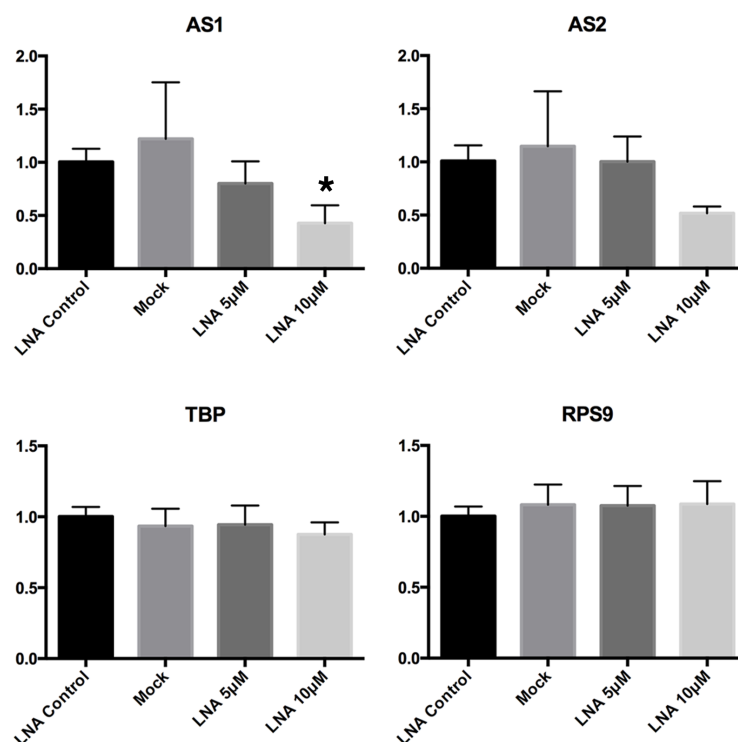 AS1
2.0
1.5
1.0
0.5
0.0
LNA Control
Mock
LNA 5µM
LNA 10µM
*
AS2
2.0
1.5
1.0
0.5
0.0
LNA Control
Mock
LNA 5µM
LNA 10µM
TBP
1.5
1.0
0.5
0.0
LNA Control
Mock
LNA 5µM
LNA 10µM
RPS9
1.5
1.0
0.5
0.0
LNA Control
Mock
LNA 5µM
LNA 10µM